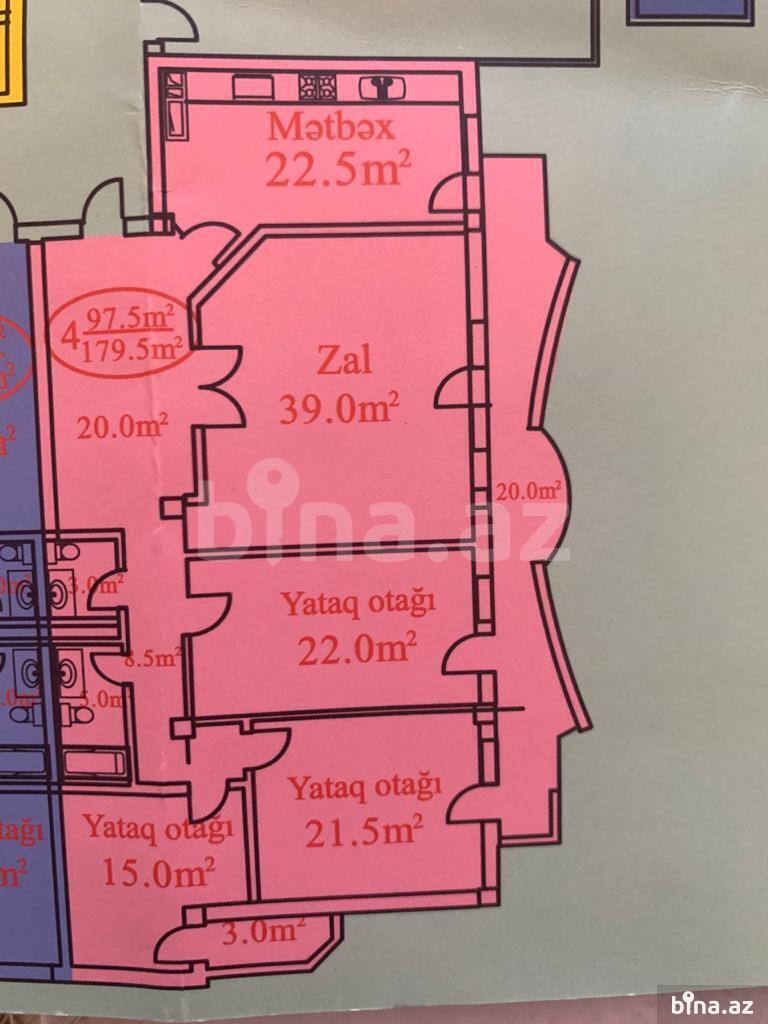 Mətbəx
22.5m²
4 97.5m²
179.5m²
Zal
39.0m²
20.0m²
20.0m²
bina.az
3.0m²
Yataq otağı
22.0m²
8.5m²
5.0m²
Yataq otağı
21.5m²
Yataq otağı
15.0m²
tağı
m²
3.0m²
bina.az